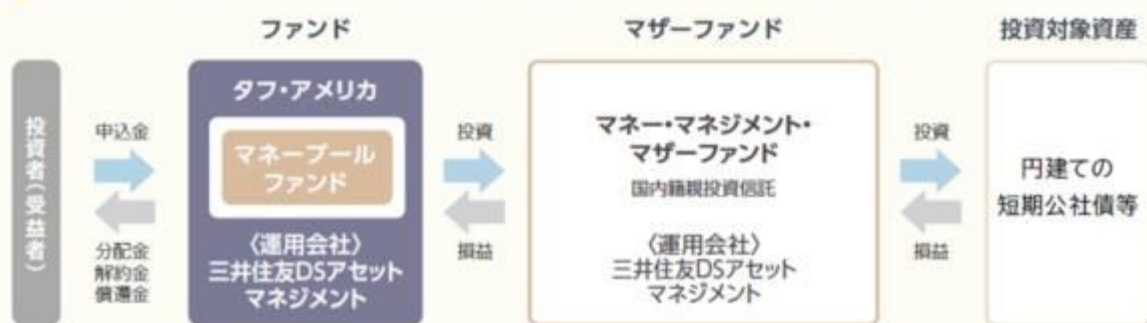 ファンド
マザーファンド
投資対象資産
投資者(受益者)
申込金
分配金
解約金
償還金
タフ・アメリカ
マネープール
ファンド
〈運用会社〉
三井住友DSアセット
マネジメント
投資
損益
マネー・マネジメント・
マザーファンド
国内籍親投資信託
〈運用会社〉
三井住友DSアセット
マネジメント
投資
損益
円建ての
短期公社債等